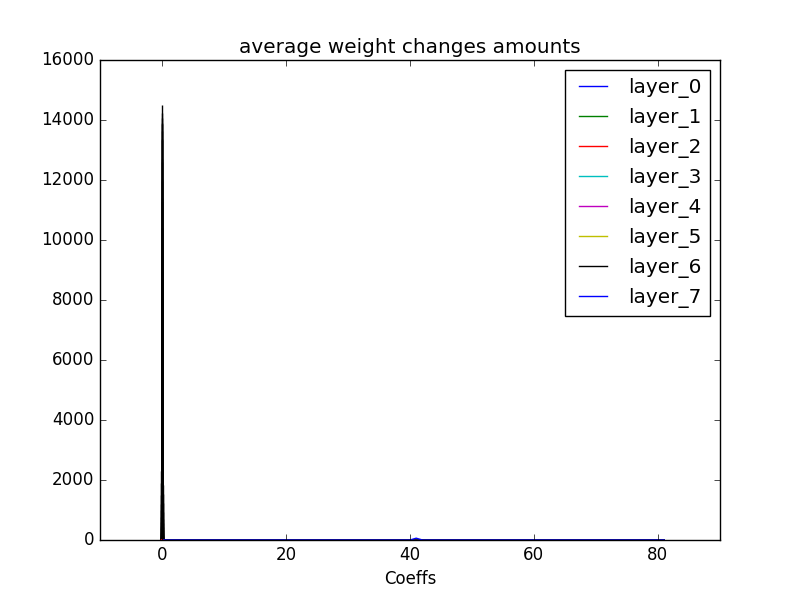 average weight changes amounts
16000
14000
12000
10000
8000
6000
4000
2000
0
layer_0
layer_1
layer_2
layer_3
layer_4
layer_5
layer_6
layer_7
0 20 40 60 80
Coeffs